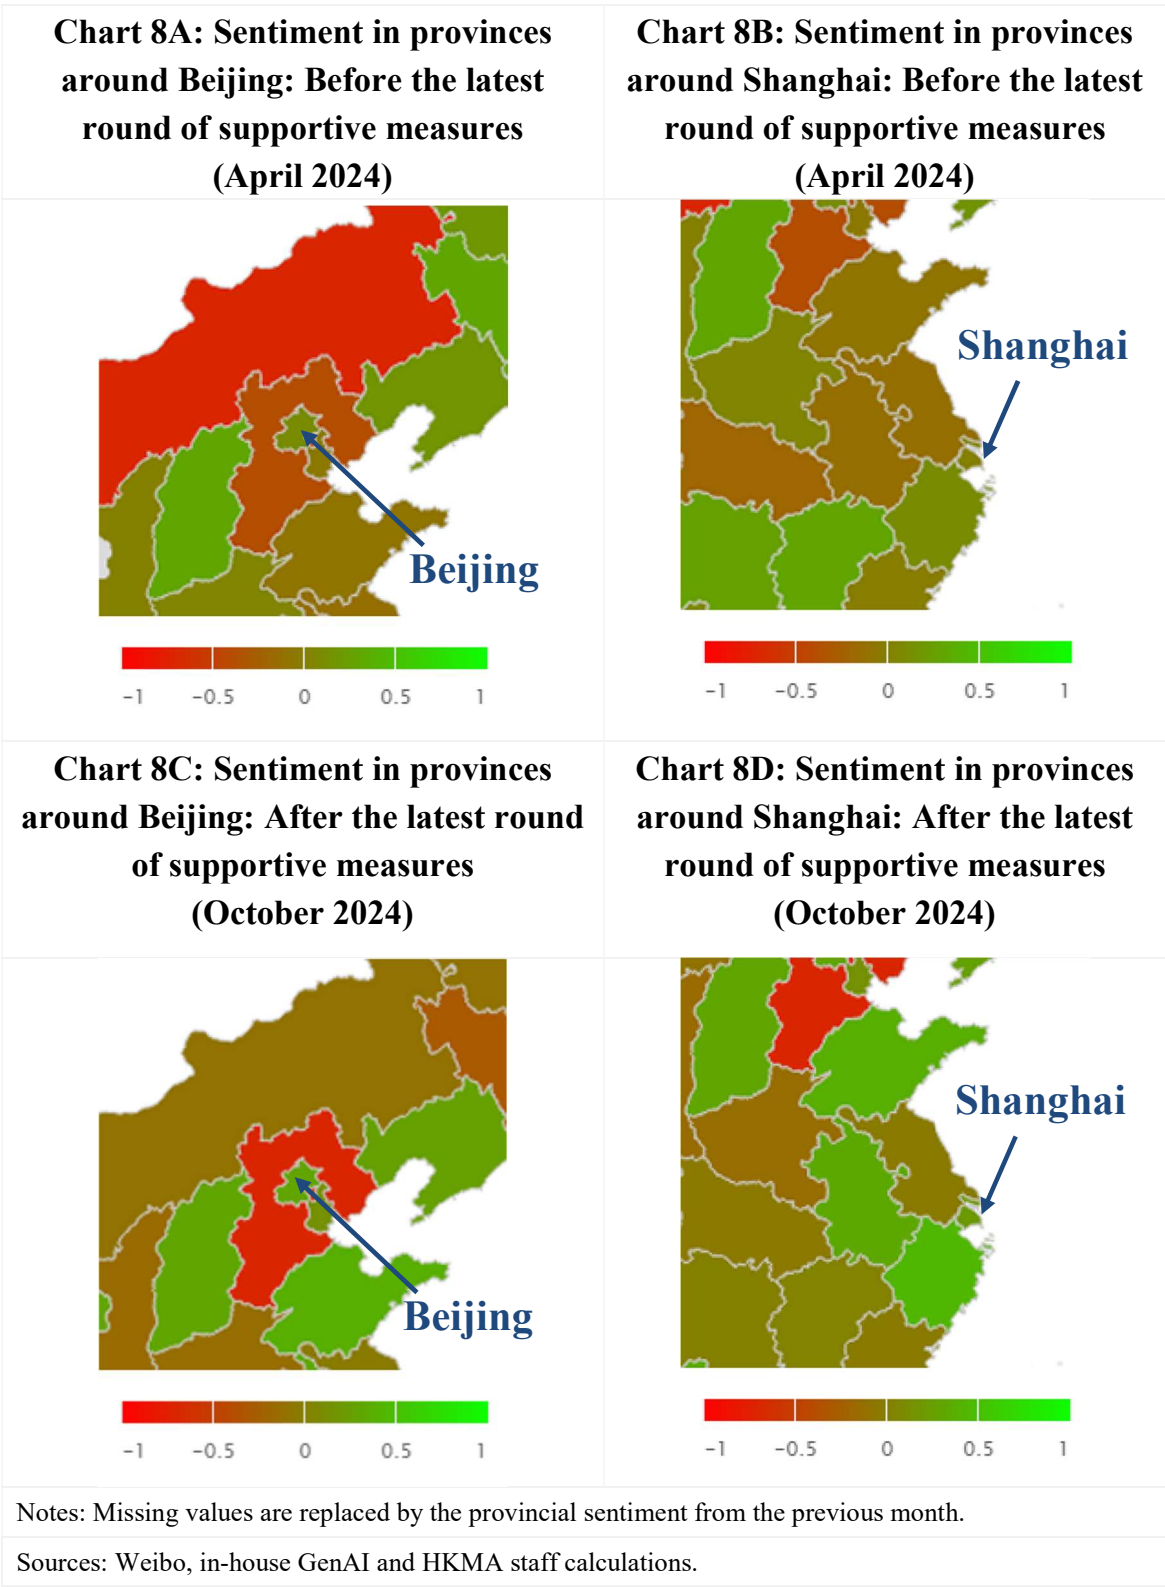 Chart 8A: Sentiment in provinces
around Beijing: Before the latest
round of supportive measures
(April 2024)
Chart 8B: Sentiment in provinces
around Shanghai: Before the latest
round of supportive measures
(April 2024)
Beijing
-1 -0.5 0 0.5 1
Shanghai
-1 -0.5 0 0.5 1
Chart 8C: Sentiment in provinces
around Beijing: After the latest round
of supportive measures
(October 2024)
Chart 8D: Sentiment in provinces
around Shanghai: After the latest
round of supportive measures
(October 2024)
Beijing
-1 -0.5 0 0.5 1
Shanghai
-1 -0.5 0 0.5 1
Notes: Missing values are replaced by the provincial sentiment from the previous month.
Sources: Weibo, in-house GenAI and HKMA staff calculations.